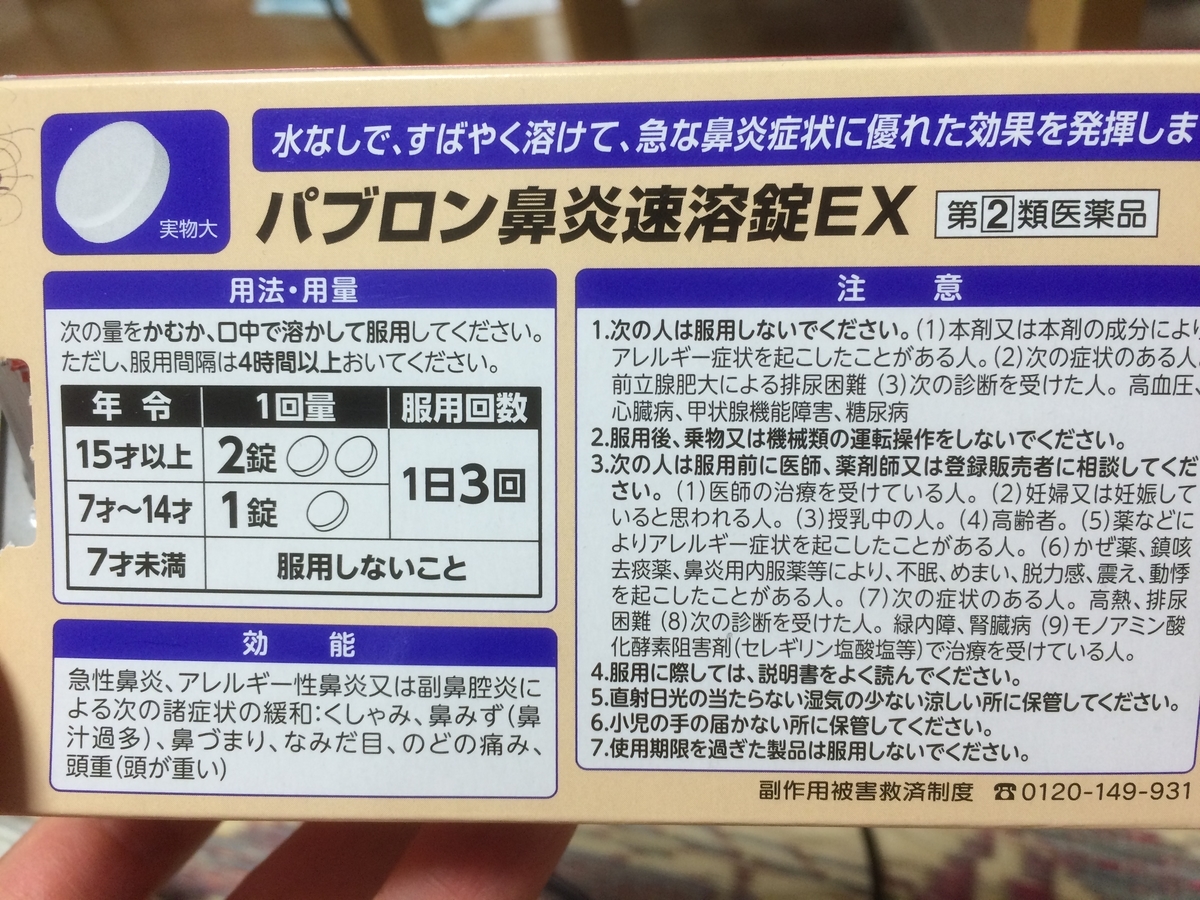 水なしで、すばやく溶けて、急な鼻炎症状に優れた効果を発揮しま
実物大
パブロン鼻炎速溶錠EX 第②類医薬品
用法・用量
次の量をかむか、口中で溶かして服用してください。
ただし、服用間隔は4時間以上おいてください。
年令 1回量 服用回数
15才以上 2錠 1日3回
7才〜14才 1錠
7才未満 服用しないこと
効能
急性鼻炎、アレルギー性鼻炎又は副鼻腔炎に
よる次の諸症状の緩和:くしゃみ、鼻みず(鼻
汁過多)、鼻づまり、なみだ目、のどの痛み、
頭重(頭が重い)
注意
1.次の人は服用しないでください。(1)本剤又は本剤の成分により
アレルギー症状を起こしたことがある人。(2)次の症状のある人
前立腺肥大による排尿困難 (3)次の診断を受けた人。高血圧、
心臓病、甲状腺機能障害、糖尿病
2.服用後、乗物又は機械類の運転操作をしないでください。
3.次の人は服用前に医師、薬剤師又は登録販売者に相談してくだ
さい。(1)医師の治療を受けている人。(2)妊婦又は妊娠して
いると思われる人。(3)授乳中の人。(4)高齢者。(5)薬などに
よりアレルギー症状を起こしたことがある人。(6)かぜ薬、鎮咳
去痰薬、鼻炎用内服薬等により、不眠、めまい、脱力感、震え、動悸
を起こしたことがある人。(7)次の症状のある人。高熱、排尿
困難 (8)次の診断を受けた人。緑内障、腎臓病 (9)モノアミン酸
化酵素阻害剤(セレギリン塩酸塩等)で治療を受けている人。
4.服用に際しては、説明書をよく読んでください。
5.直射日光の当たらない湿気の少ない涼しい所に保管してください。
6.小児の手の届かない所に保管してください。
7.使用期限を過ぎた製品は服用しないでください。
副作用被害救済制度 ☎0120-149-931